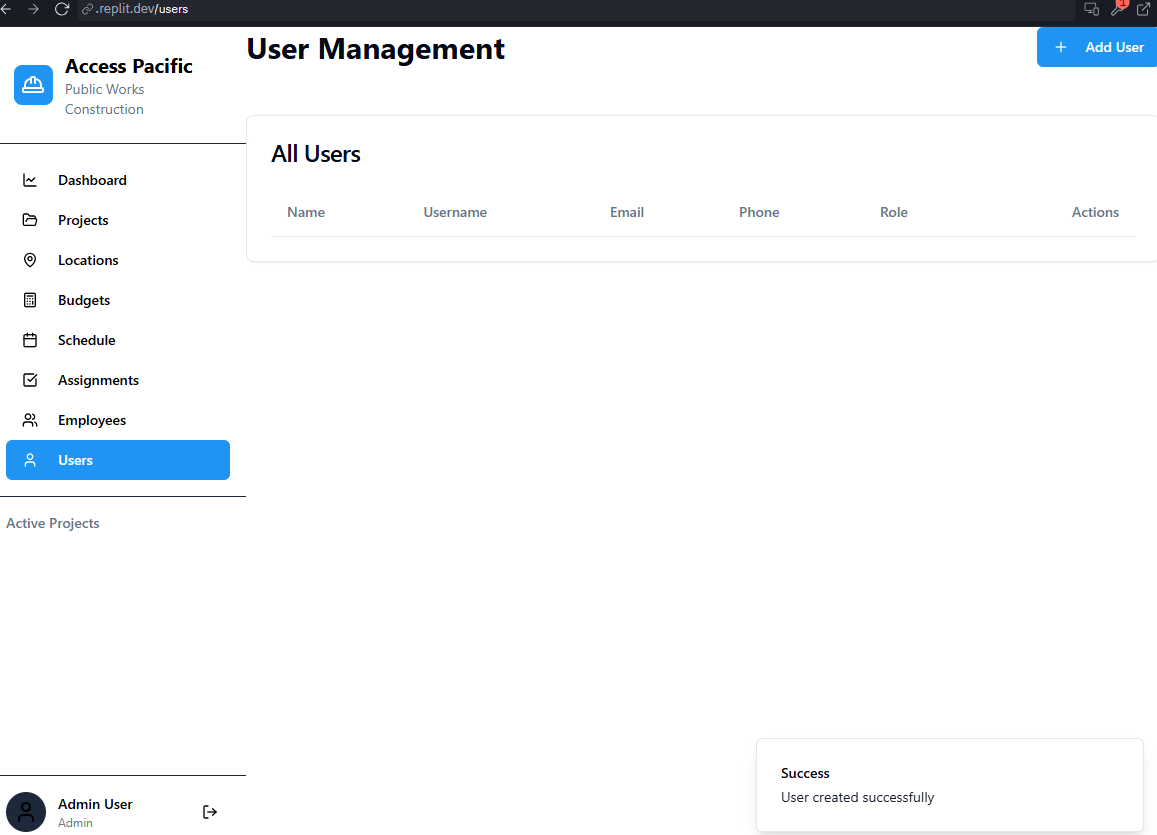 .replit.dev/users
1
Access Pacific
Public Works
Construction
User Management
+ Add User
Dashboard
Projects
Locations
Budgets
Schedule
Assignments
Employees
Users
Active Projects
All Users
Name Username Email Phone Role Actions
Success
User created successfully
Admin User
Admin